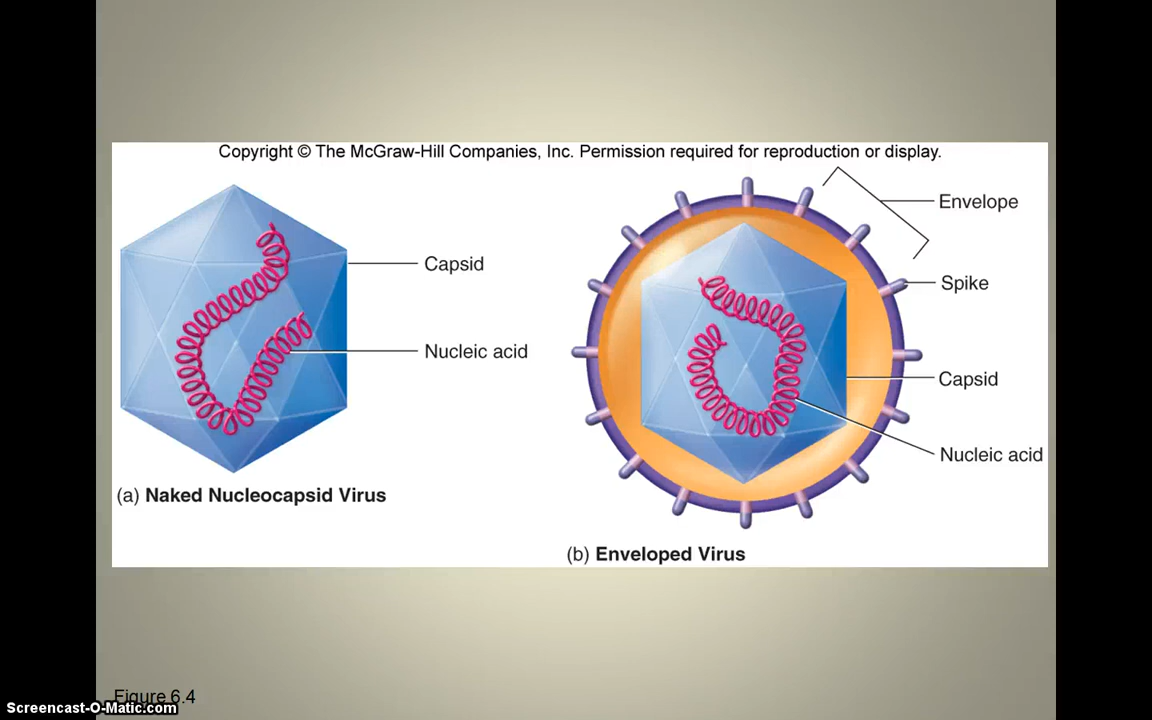 Copyright © The McGraw-Hill Companies, Inc. Permission required for reproduction or display.
Capsid
Nucleic acid
(a) Naked Nucleocapsid Virus
Envelope
Spike
Capsid
Nucleic acid
(b) Enveloped Virus
Figure 6.4
Screencast-O-Matic.com